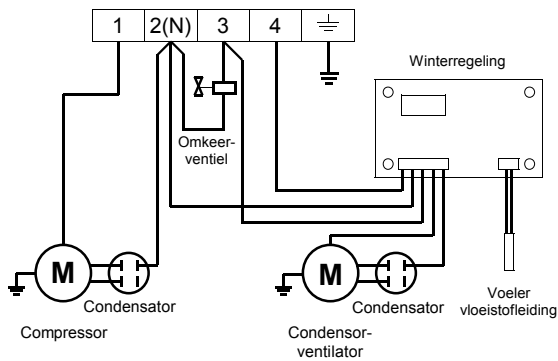 1 2(N) 3 4
Winterregeling
Omkeer-
ventiel
M
Condensator
Compressor
M
Condensator
Condensor-
ventilator
Voeler
vloeistofleiding